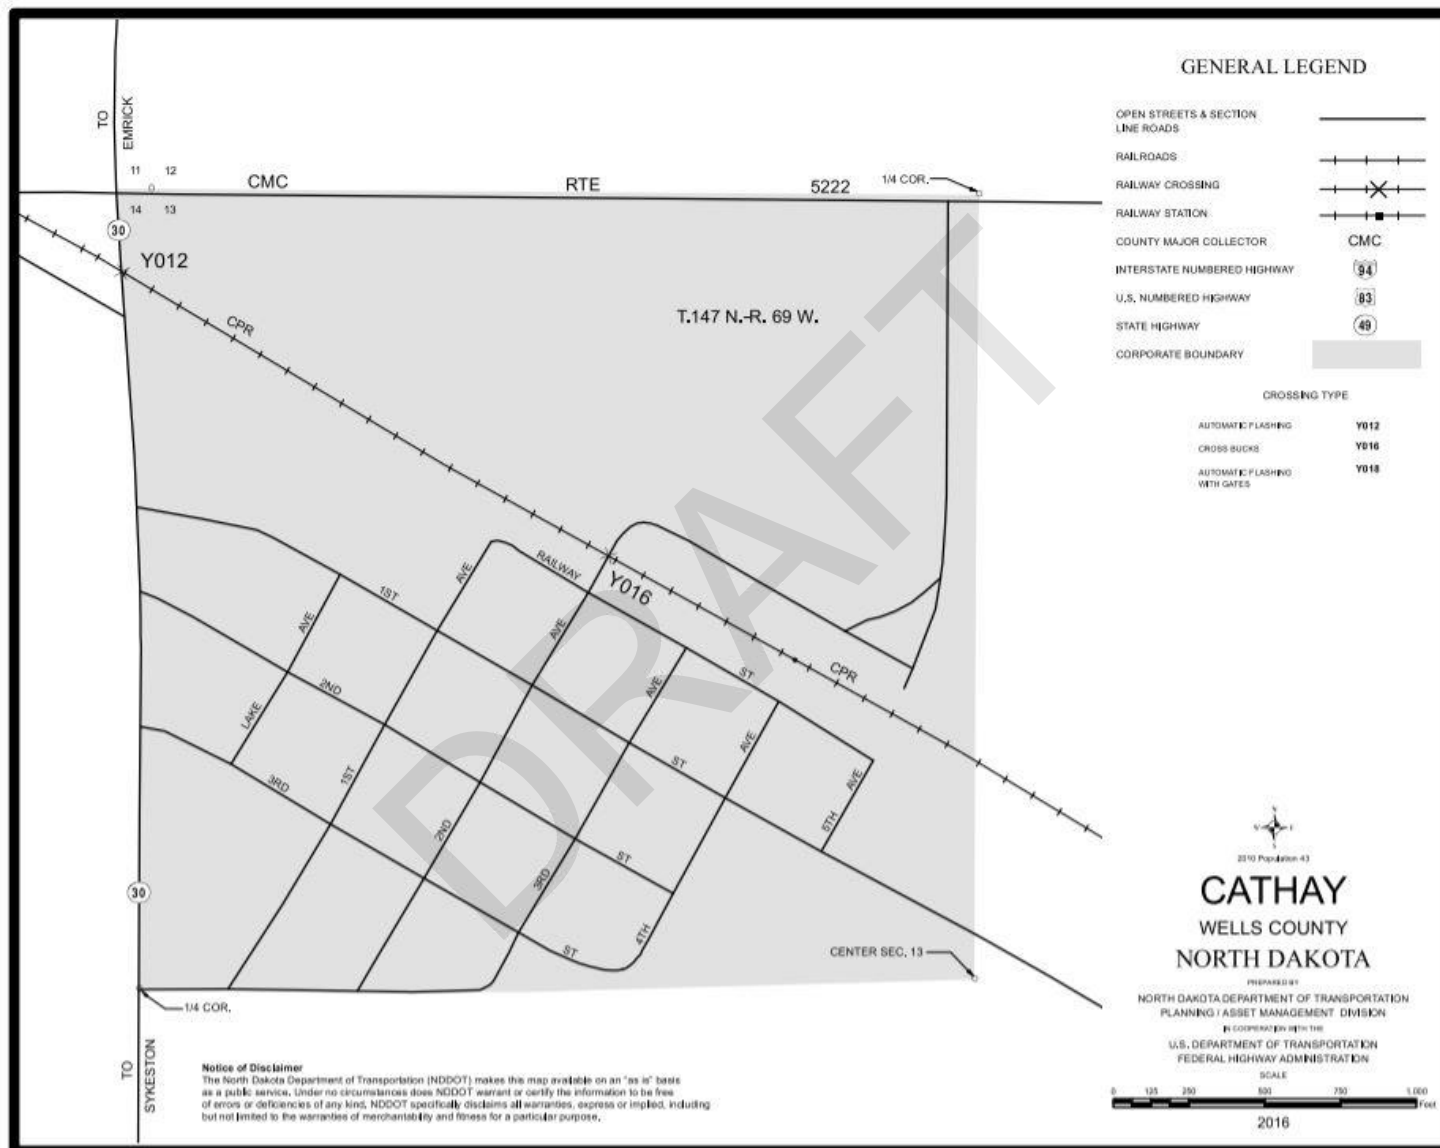 GENERAL LEGEND
OPEN STREETS & SECTION
LINE ROADS
RAILROADS
RAILWAY CROSSING
RAILWAY STATION
COUNTY MAJOR COLLECTOR CMC
INTERSTATE NUMBERED HIGHWAY 94
U.S. NUMBERED HIGHWAY 83
STATE HIGHWAY 49
CORPORATE BOUNDARY
CROSSING TYPE
AUTOMATIC FLASHING Y012
CROSS BUCKS Y016
AUTOMATIC FLASHING Y018
WITH GATES
TO
EMRICK
11 12
14 13
CMC RTE 5222
1/4 COR.
30
Y012
CPR
T.147 N.-R. 69 W.
DRAFT
RAILWAY ST
Y016
CPR
1ST ST
2ND ST
3RD ST
LAKE AVE
1ST AVE
2ND AVE
3RD AVE
4TH AVE
5TH AVE
30
CENTER SEC. 13
1/4 COR.
TO
SYKESTON
Notice of Disclaimer
The North Dakota Department of Transportation (NDDOT) makes this map available on an "as is" basis
as a public service. Under no circumstances does NDDOT warrant or certify the information to be free
of errors or deficiencies of any kind. NDDOT specifically disclaims all warranties, express or implied, including
but not limited to the warranties of merchantability and fitness for a particular purpose.
N
W E
S
2010 Population 43
CATHAY
WELLS COUNTY
NORTH DAKOTA
PREPARED BY
NORTH DAKOTA DEPARTMENT OF TRANSPORTATION
PLANNING / ASSET MANAGEMENT DIVISION
IN COOPERATION WITH THE
U.S. DEPARTMENT OF TRANSPORTATION
FEDERAL HIGHWAY ADMINISTRATION
SCALE
0 125 250 500 750 1,000
Feet
2016